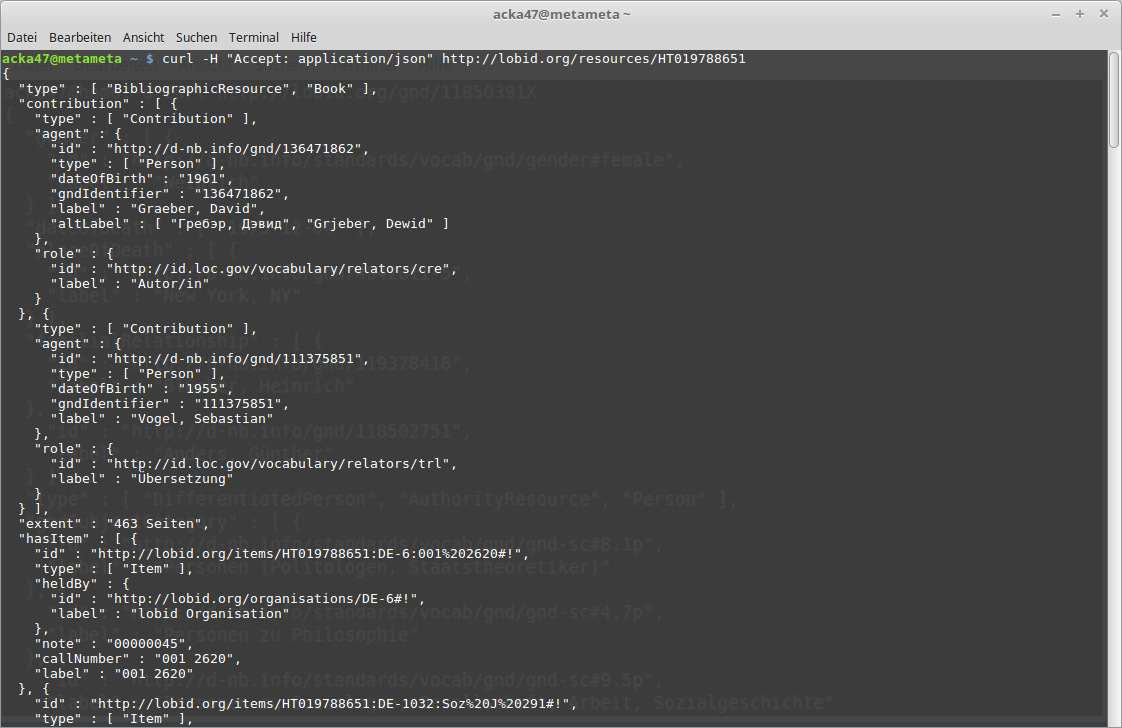 acka47@metameta ~
Datei Bearbeiten Ansicht Suchen Terminal Hilfe
acka47@metameta ~ $ curl -H "Accept: application/json" http://lobid.org/resources/HT019788651
{
  "type" : [ "BibliographicResource", "Book" ],
  "contribution" : [ {
    "type" : [ "Contribution" ],
    "agent" : {
      "id" : "http://d-nb.info/gnd/136471862",
      "type" : [ "Person" ],
      "dateOfBirth" : "1961",
      "gndIdentifier" : "136471862",
      "label" : "Graeber, David",
      "altLabel" : [ "Гребэр, Дэвид", "Grjeber, Dewid" ]
    },
    "role" : {
      "id" : "http://id.loc.gov/vocabulary/relators/cre",
      "label" : "Autor/in"
    }
  }, {
    "type" : [ "Contribution" ],
    "agent" : {
      "id" : "http://d-nb.info/gnd/111375851",
      "type" : [ "Person" ],
      "dateOfBirth" : "1955",
      "gndIdentifier" : "111375851",
      "label" : "Vogel, Sebastian"
    },
    "role" : {
      "id" : "http://id.loc.gov/vocabulary/relators/trl",
      "label" : "Übersetzung"
    }
  } ],
  "extent" : "463 Seiten",
  "hasItem" : [ {
    "id" : "http://lobid.org/items/HT019788651:DE-6:001%202620#!",
    "type" : [ "Item" ],
    "heldBy" : {
      "id" : "http://lobid.org/organisations/DE-6#!",
      "label" : "lobid Organisation"
    },
    "note" : "00000045",
    "callNumber" : "001 2620",
    "label" : "001 2620"
  }, {
    "id" : "http://lobid.org/items/HT019788651:DE-1032:Soz%20J%20291#!",
    "type" : [ "Item" ],